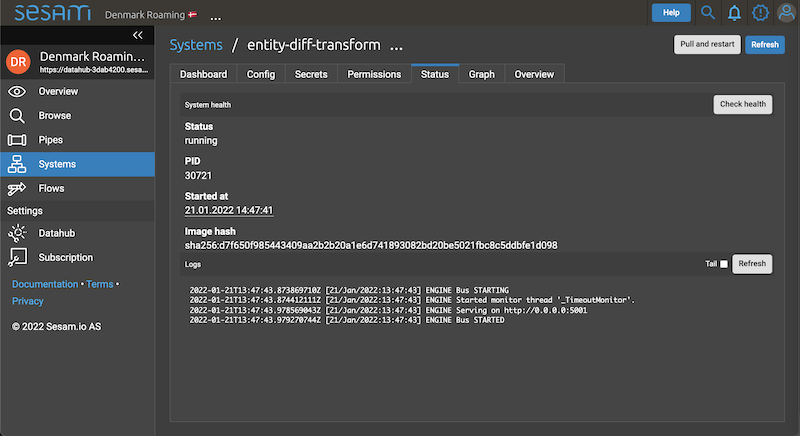 sesam
Denmark Roaming 🇩🇰 ...
Help
DR
Denmark Roaming...
https://datahub-3dab4200.sesa...
Overview
Browse
Pipes
Systems
Flows
Settings
Datahub
Subscription
Documentation • Terms •
Privacy
© 2022 Sesam.io AS
Systems / entity-diff-transform ...
Pull and restart
Refresh
Dashboard Config Secrets Permissions Status Graph Overview
System health
Check health
Status
running
PID
30721
Started at
21.01.2022 14:47:41
Image hash
sha256:d7f650f985443409aa2b2b20a1e6d741893082bd20be5021fbc8c5ddbfe1d098
Logs
Tail
Refresh
2022-01-21T13:47:43.873869710Z [21/Jan/2022:13:47:43] ENGINE Bus STARTING
2022-01-21T13:47:43.874412111Z [21/Jan/2022:13:47:43] ENGINE Started monitor thread '_TimeoutMonitor'.
2022-01-21T13:47:43.978569043Z [21/Jan/2022:13:47:43] ENGINE Serving on http://0.0.0.0:5001
2022-01-21T13:47:43.979270744Z [21/Jan/2022:13:47:43] ENGINE Bus STARTED